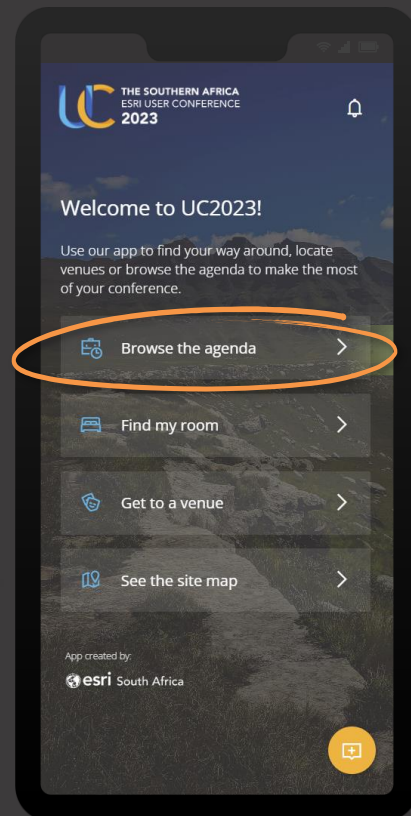 UC
THE SOUTHERN AFRICA
ESRI USER CONFERENCE
2023
Welcome to UC2023!
Use our app to find your way around, locate
venues or browse the agenda to make the most
of your conference.
Browse the agenda
Find my room
Get to a venue
See the site map
App created by:
esri South Africa